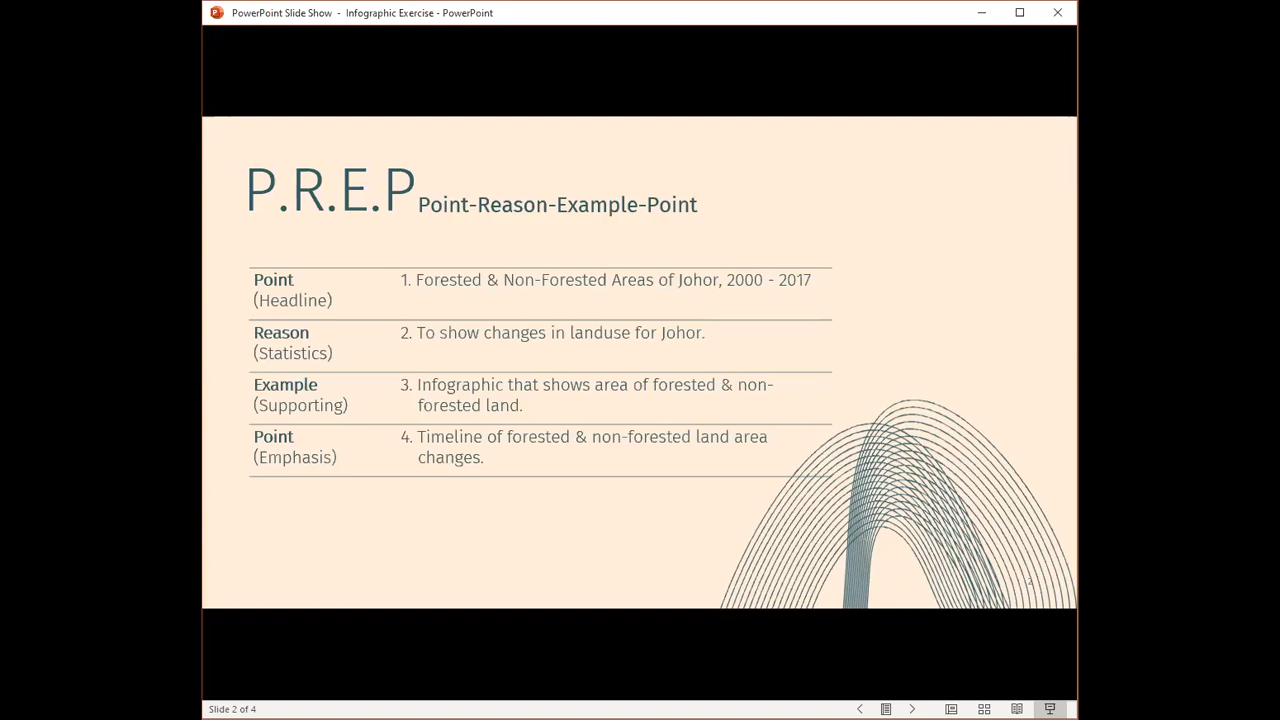 PowerPoint Slide Show - Infographic Exercise - PowerPoint
P.R.E.P Point-Reason-Example-Point
Point 1. Forested & Non-Forested Areas of Johor, 2000 - 2017
(Headline)
Reason 2. To show changes in landuse for Johor.
(Statistics)
Example 3. Infographic that shows area of forested & non-
(Supporting) forested land.
Point 4. Timeline of forested & non-forested land area
(Emphasis) changes.
2
Slide 2 of 4